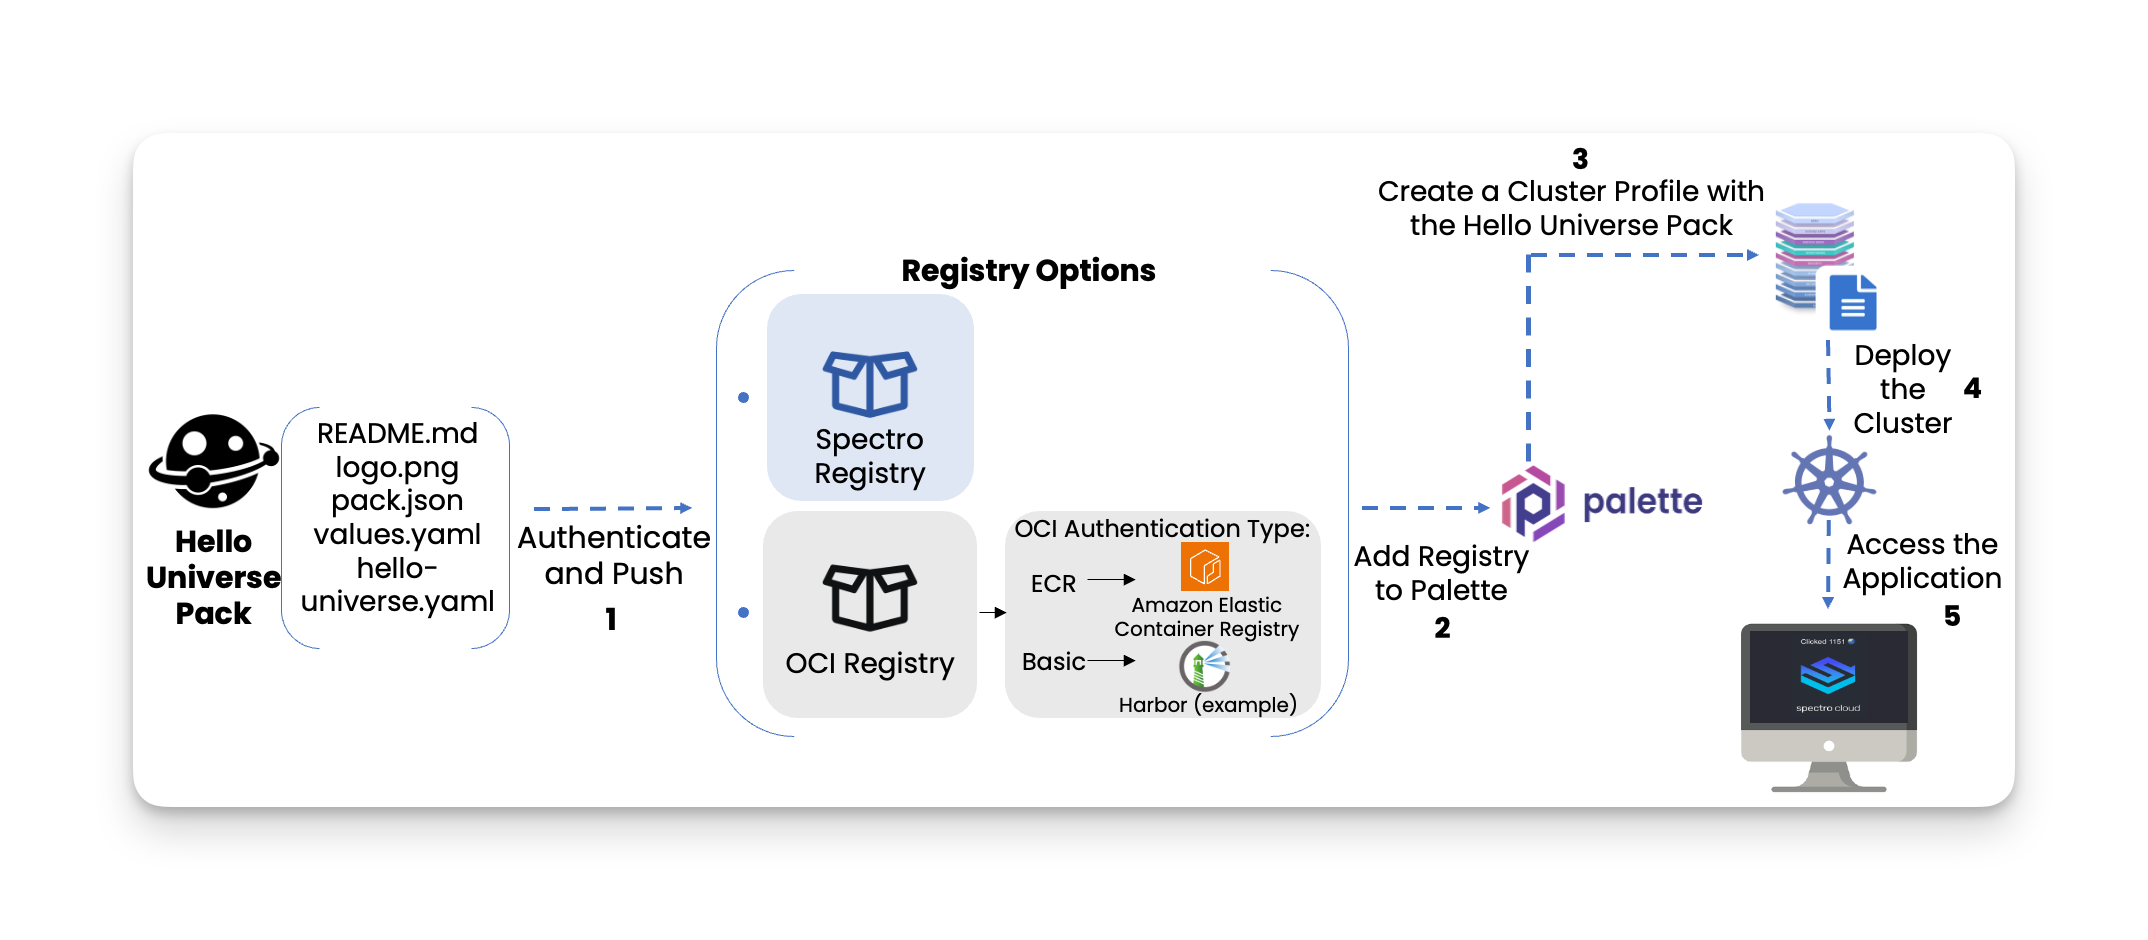 Hello
Universe
Pack
README.md
logo.png
pack.json
values.yaml
hello-
universe.yaml
Authenticate
and Push
1
Registry Options
Spectro
Registry
OCI Registry
OCI Authentication Type:
ECR
Amazon Elastic
Container Registry
Basic
Harbor (example)
Add Registry
to Palette
2
palette
3
Create a Cluster Profile with
the Hello Universe Pack
Deploy
the
Cluster
4
Access the
Application
5
Clicked 1151
spectro cloud